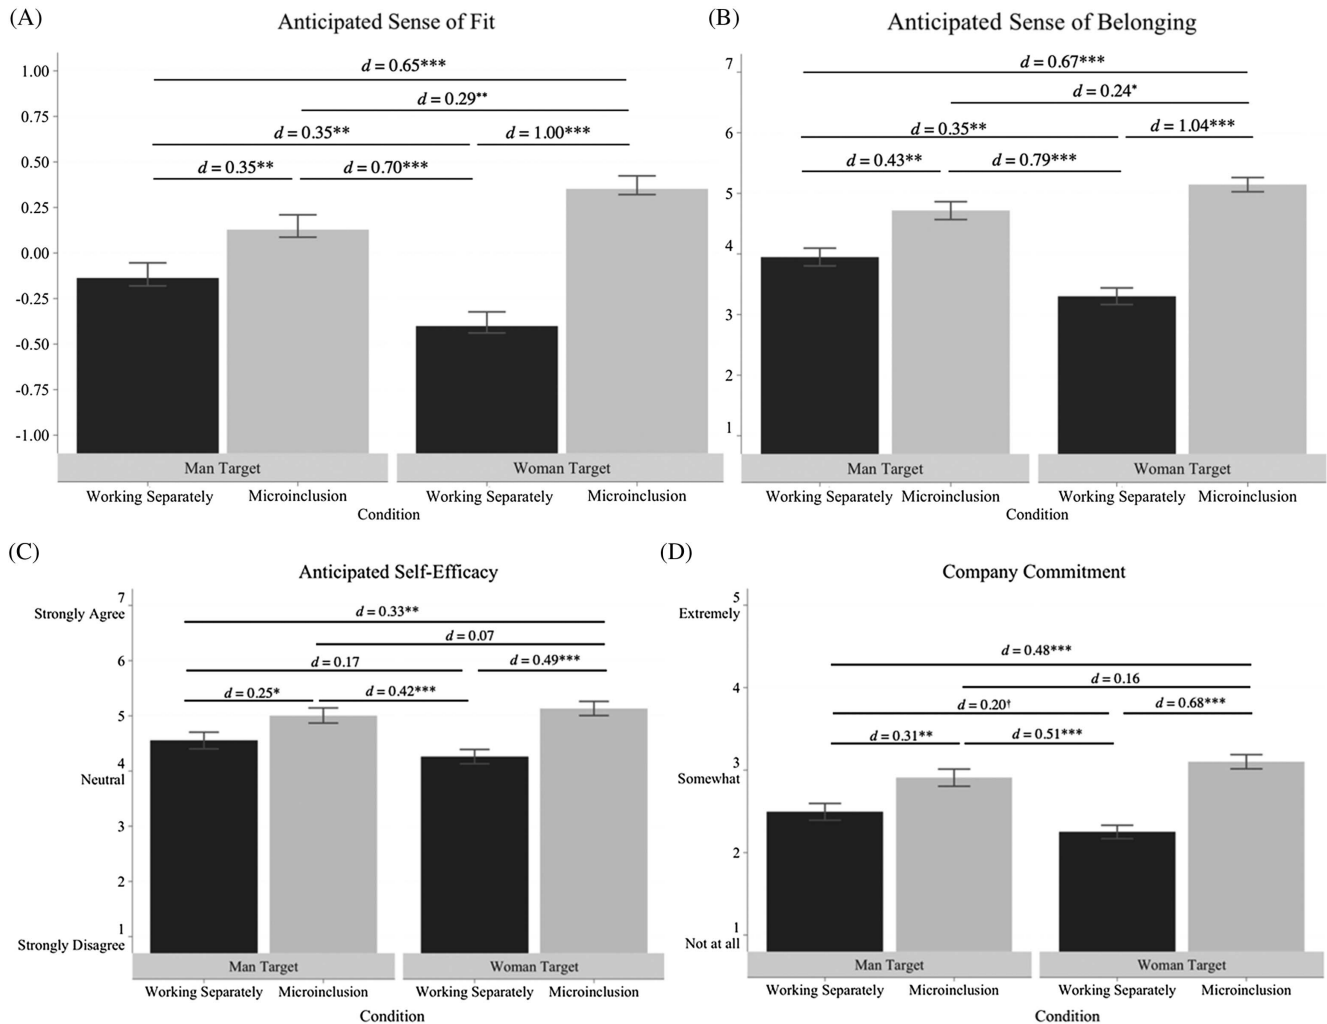 (A)
Anticipated Sense of Fit
1.00
0.75
0.50
0.25
0.00
-0.25
-0.50
-0.75
-1.00
d = 0.65***
d = 0.29**
d = 0.35**
d = 1.00***
d = 0.35**
d = 0.70***
Man Target
Woman Target
Working Separately
Microinclusion
Working Separately
Microinclusion
Condition
(B)
Anticipated Sense of Belonging
7
6
5
4
3
2
1
d = 0.67***
d = 0.24*
d = 0.35**
d = 1.04***
d = 0.43**
d = 0.79***
Man Target
Woman Target
Working Separately
Microinclusion
Working Separately
Microinclusion
Condition
(C)
Anticipated Self-Efficacy
7
Strongly Agree
6
5
4
Neutral
3
2
1
Strongly Disagree
d = 0.33**
d = 0.07
d = 0.17
d = 0.49***
d = 0.25*
d = 0.42***
Man Target
Woman Target
Working Separately
Microinclusion
Working Separately
Microinclusion
Condition
(D)
Company Commitment
5
Extremely
4
3
Somewhat
2
1
Not at all
d = 0.48***
d = 0.16
d = 0.20†
d = 0.68***
d = 0.31**
d = 0.51***
Man Target
Woman Target
Working Separately
Microinclusion
Working Separately
Microinclusion
Condition